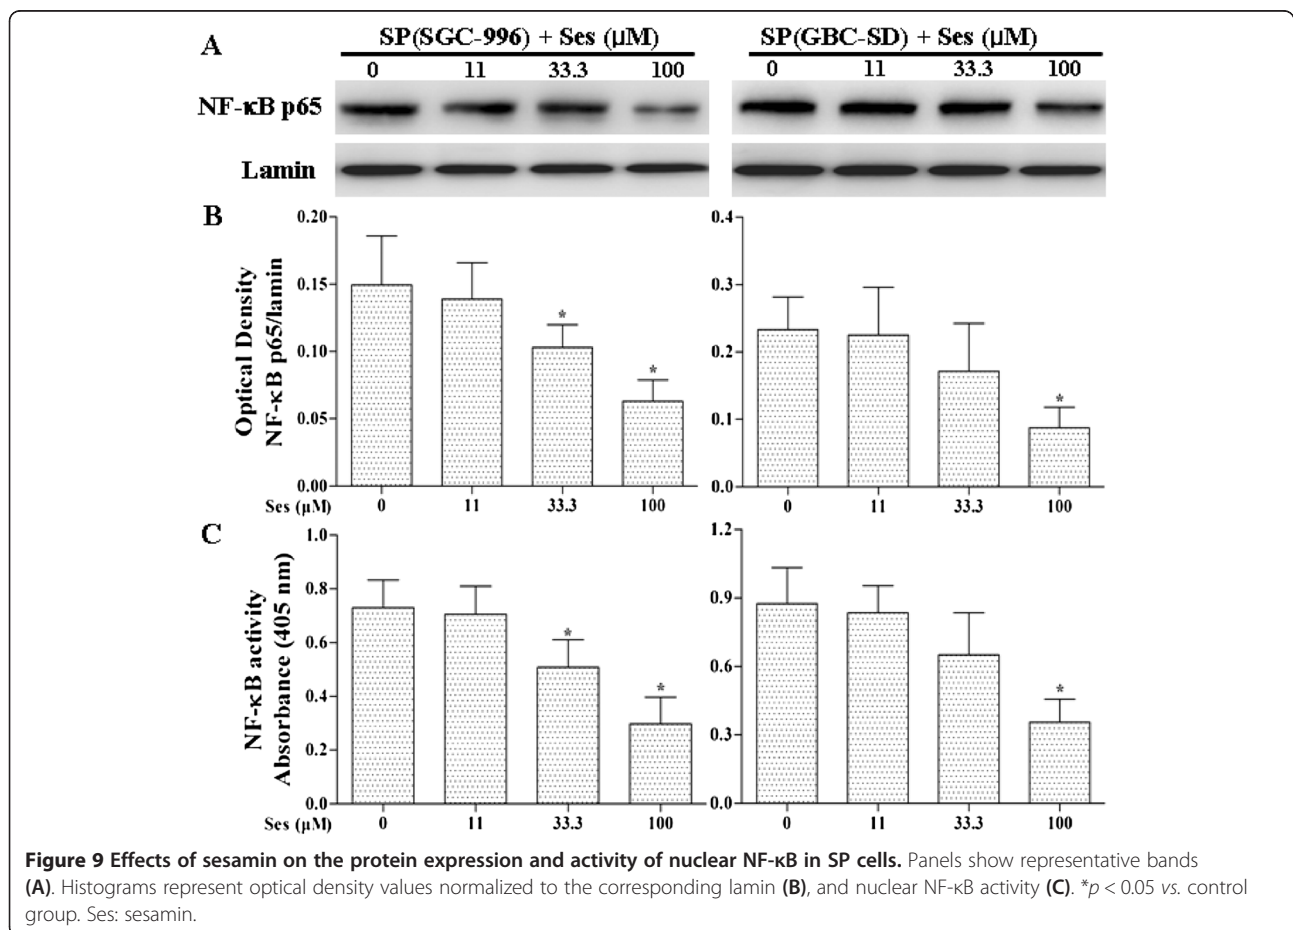 A SP(SGC-996) + Ses (μM) SP(GBC-SD) + Ses (μM)
0 11 33.3 100 0 11 33.3 100
NF-κB p65
Lamin
B
Optical Density
NF-κB p65/lamin
0.20
0.15
0.10
0.05
0.00
* *
Ses (μM) 0 11 33.3 100
0.4
0.3
0.2
0.1
0.0
*
0 11 33.3 100
C
NF-κB activity
Absorbance (405 nm)
1.0
0.8
0.6
0.4
0.2
0.0
* *
Ses (μM) 0 11 33.3 100
1.2
0.9
0.6
0.3
0.0
*
0 11 33.3 100
Figure 9 Effects of sesamin on the protein expression and activity of nuclear NF-κB in SP cells. Panels show representative bands
(A). Histograms represent optical density values normalized to the corresponding lamin (B), and nuclear NF-κB activity (C). *p < 0.05 vs. control
group. Ses: sesamin.